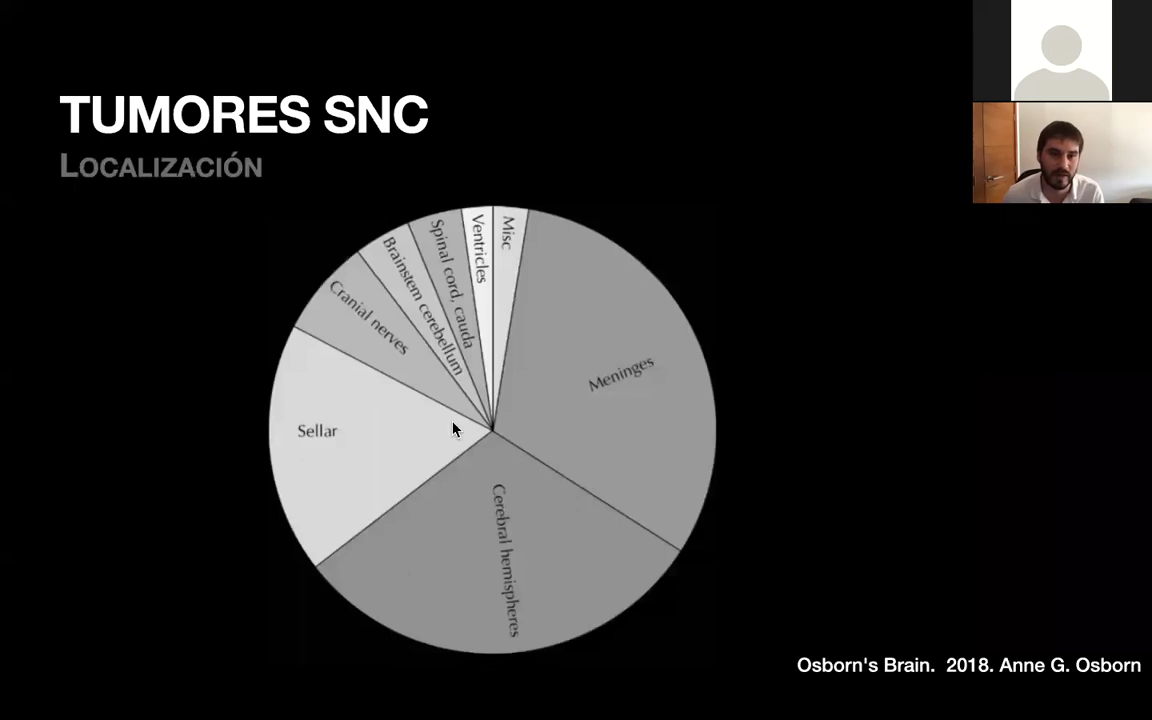 TUMORES SNC
LOCALIZACIÓN
Misc
Ventricles
Spinal cord, cauda
Brainstem cerebellum
Cranial nerves
Meninges
Sellar
Cerebral hemispheres
Osborn's Brain. 2018. Anne G. Osborn